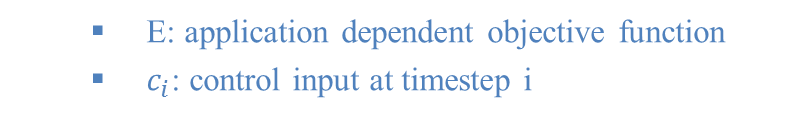 ▪ E: application dependent objective function
▪ 𝑐ᵢ: control input at timestep i